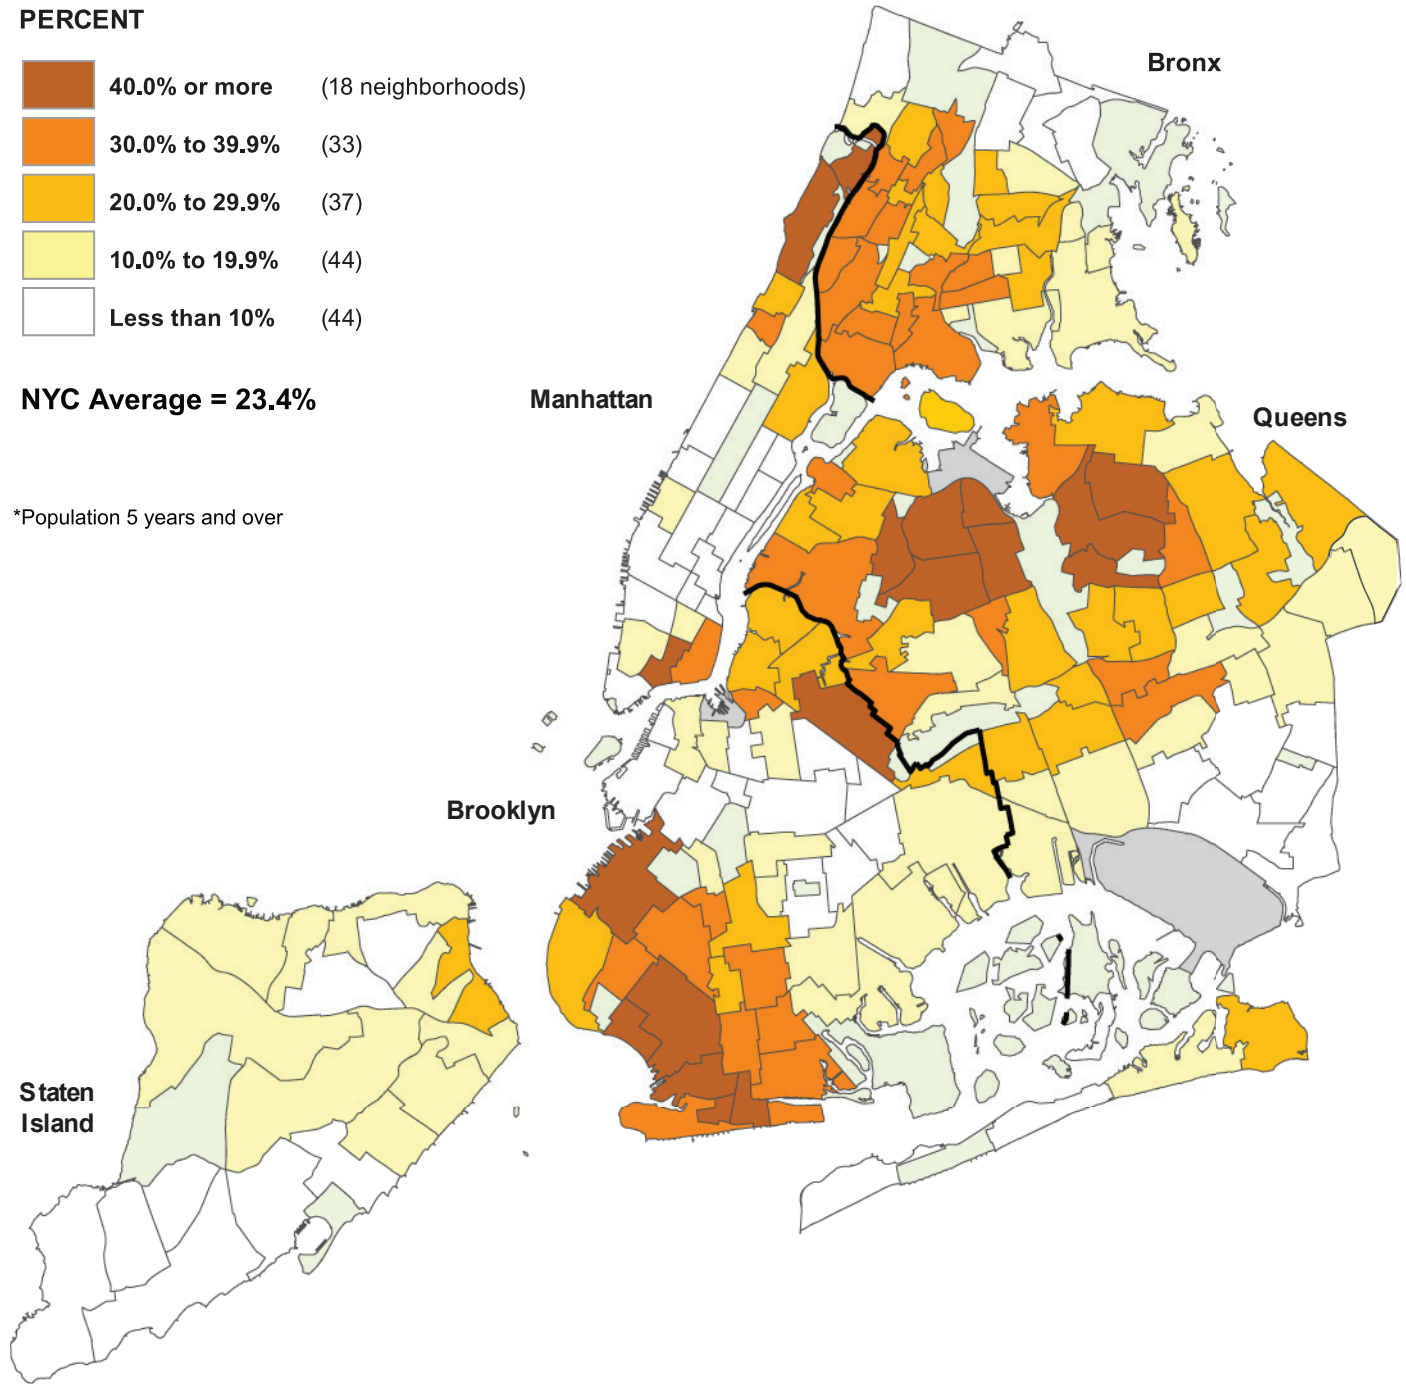 PERCENT
40.0% or more (18 neighborhoods)
30.0% to 39.9% (33)
20.0% to 29.9% (37)
10.0% to 19.9% (44)
Less than 10% (44)
NYC Average = 23.4%
*Population 5 years and over
Bronx
Manhattan
Queens
Brooklyn
Staten
Island